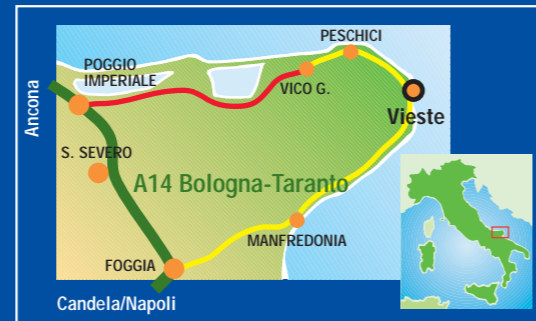 PESCHICI
POGGIO
IMPERIALE
VICO G.
Ancona
Vieste
S. SEVERO
A14 Bologna-Taranto
MANFREDONIA
FOGGIA
Candela/Napoli